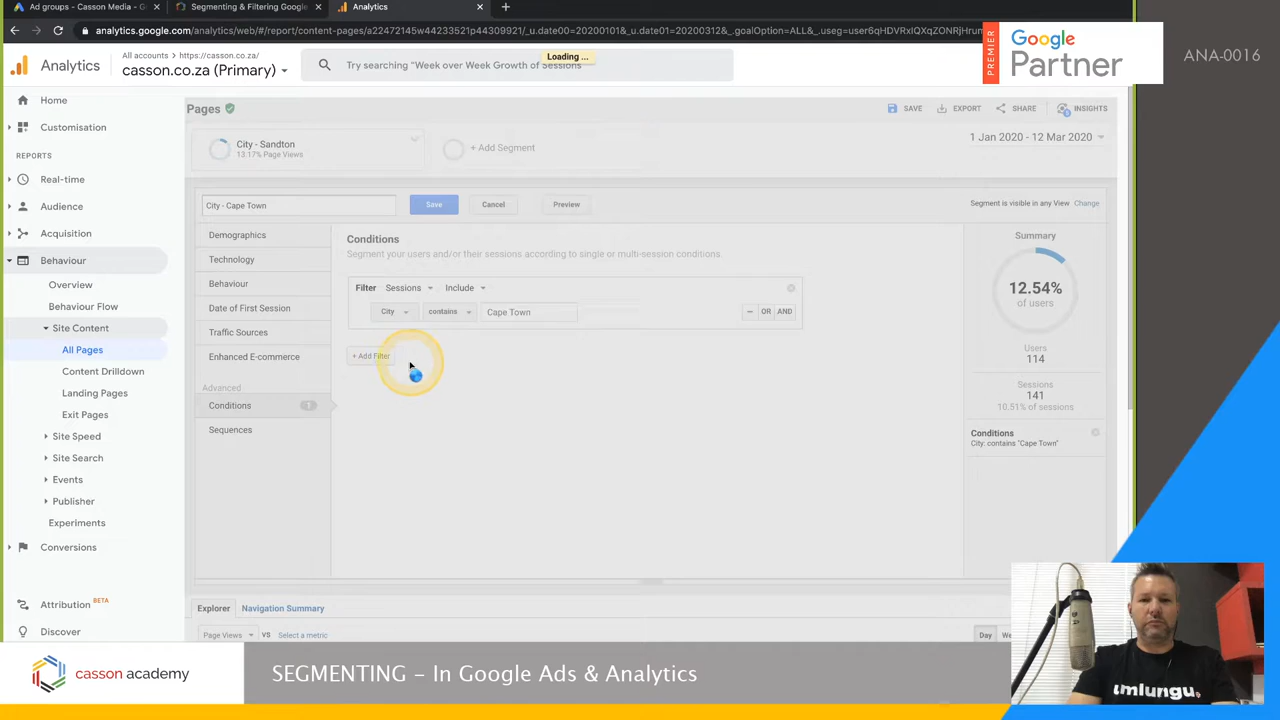 Ad groups - Casson Media - G
Segmenting & Filtering Google
Analytics
analytics.google.com/analytics/web/#/report/content-pages/a22472145w44233521p44309921/_u.date00=20200101&_u.date01=20200312&_.goalOption=ALL&_.useg=user6qHDVRxIQXqZONRjHrun
PREMIER
Google
Partner
ANA-0016
Analytics
All accounts > https://casson.co.za/
casson.co.za (Primary)
Try searching "Week over Week Growth of Sessions"
Loading ...
Home
Customisation
REPORTS
Real-time
Audience
Acquisition
Behaviour
Overview
Behaviour Flow
Site Content
All Pages
Content Drilldown
Landing Pages
Exit Pages
Site Speed
Site Search
Events
Publisher
Experiments
Conversions
Attribution BETA
Discover
Pages
SAVE
EXPORT
SHARE
INSIGHTS
City - Sandton
13.17% Page Views
+ Add Segment
1 Jan 2020 - 12 Mar 2020
City - Cape Town
Save
Cancel
Preview
Segment is visible in any View Change
Demographics
Technology
Behaviour
Date of First Session
Traffic Sources
Enhanced E-commerce
Advanced
Conditions 1
Sequences
Conditions
Segment your users and/or their sessions according to single or multi-session conditions.
Filter Sessions Include
City contains Cape Town
– OR AND
+ Add Filter
Summary
12.54%
of users
Users
114
Sessions
141
10.51% of sessions
Conditions
City: contains "Cape Town"
Explorer
Navigation Summary
Page Views VS Select a metric
Day
umlungu.
casson academy
SEGMENTING – In Google Ads & Analytics